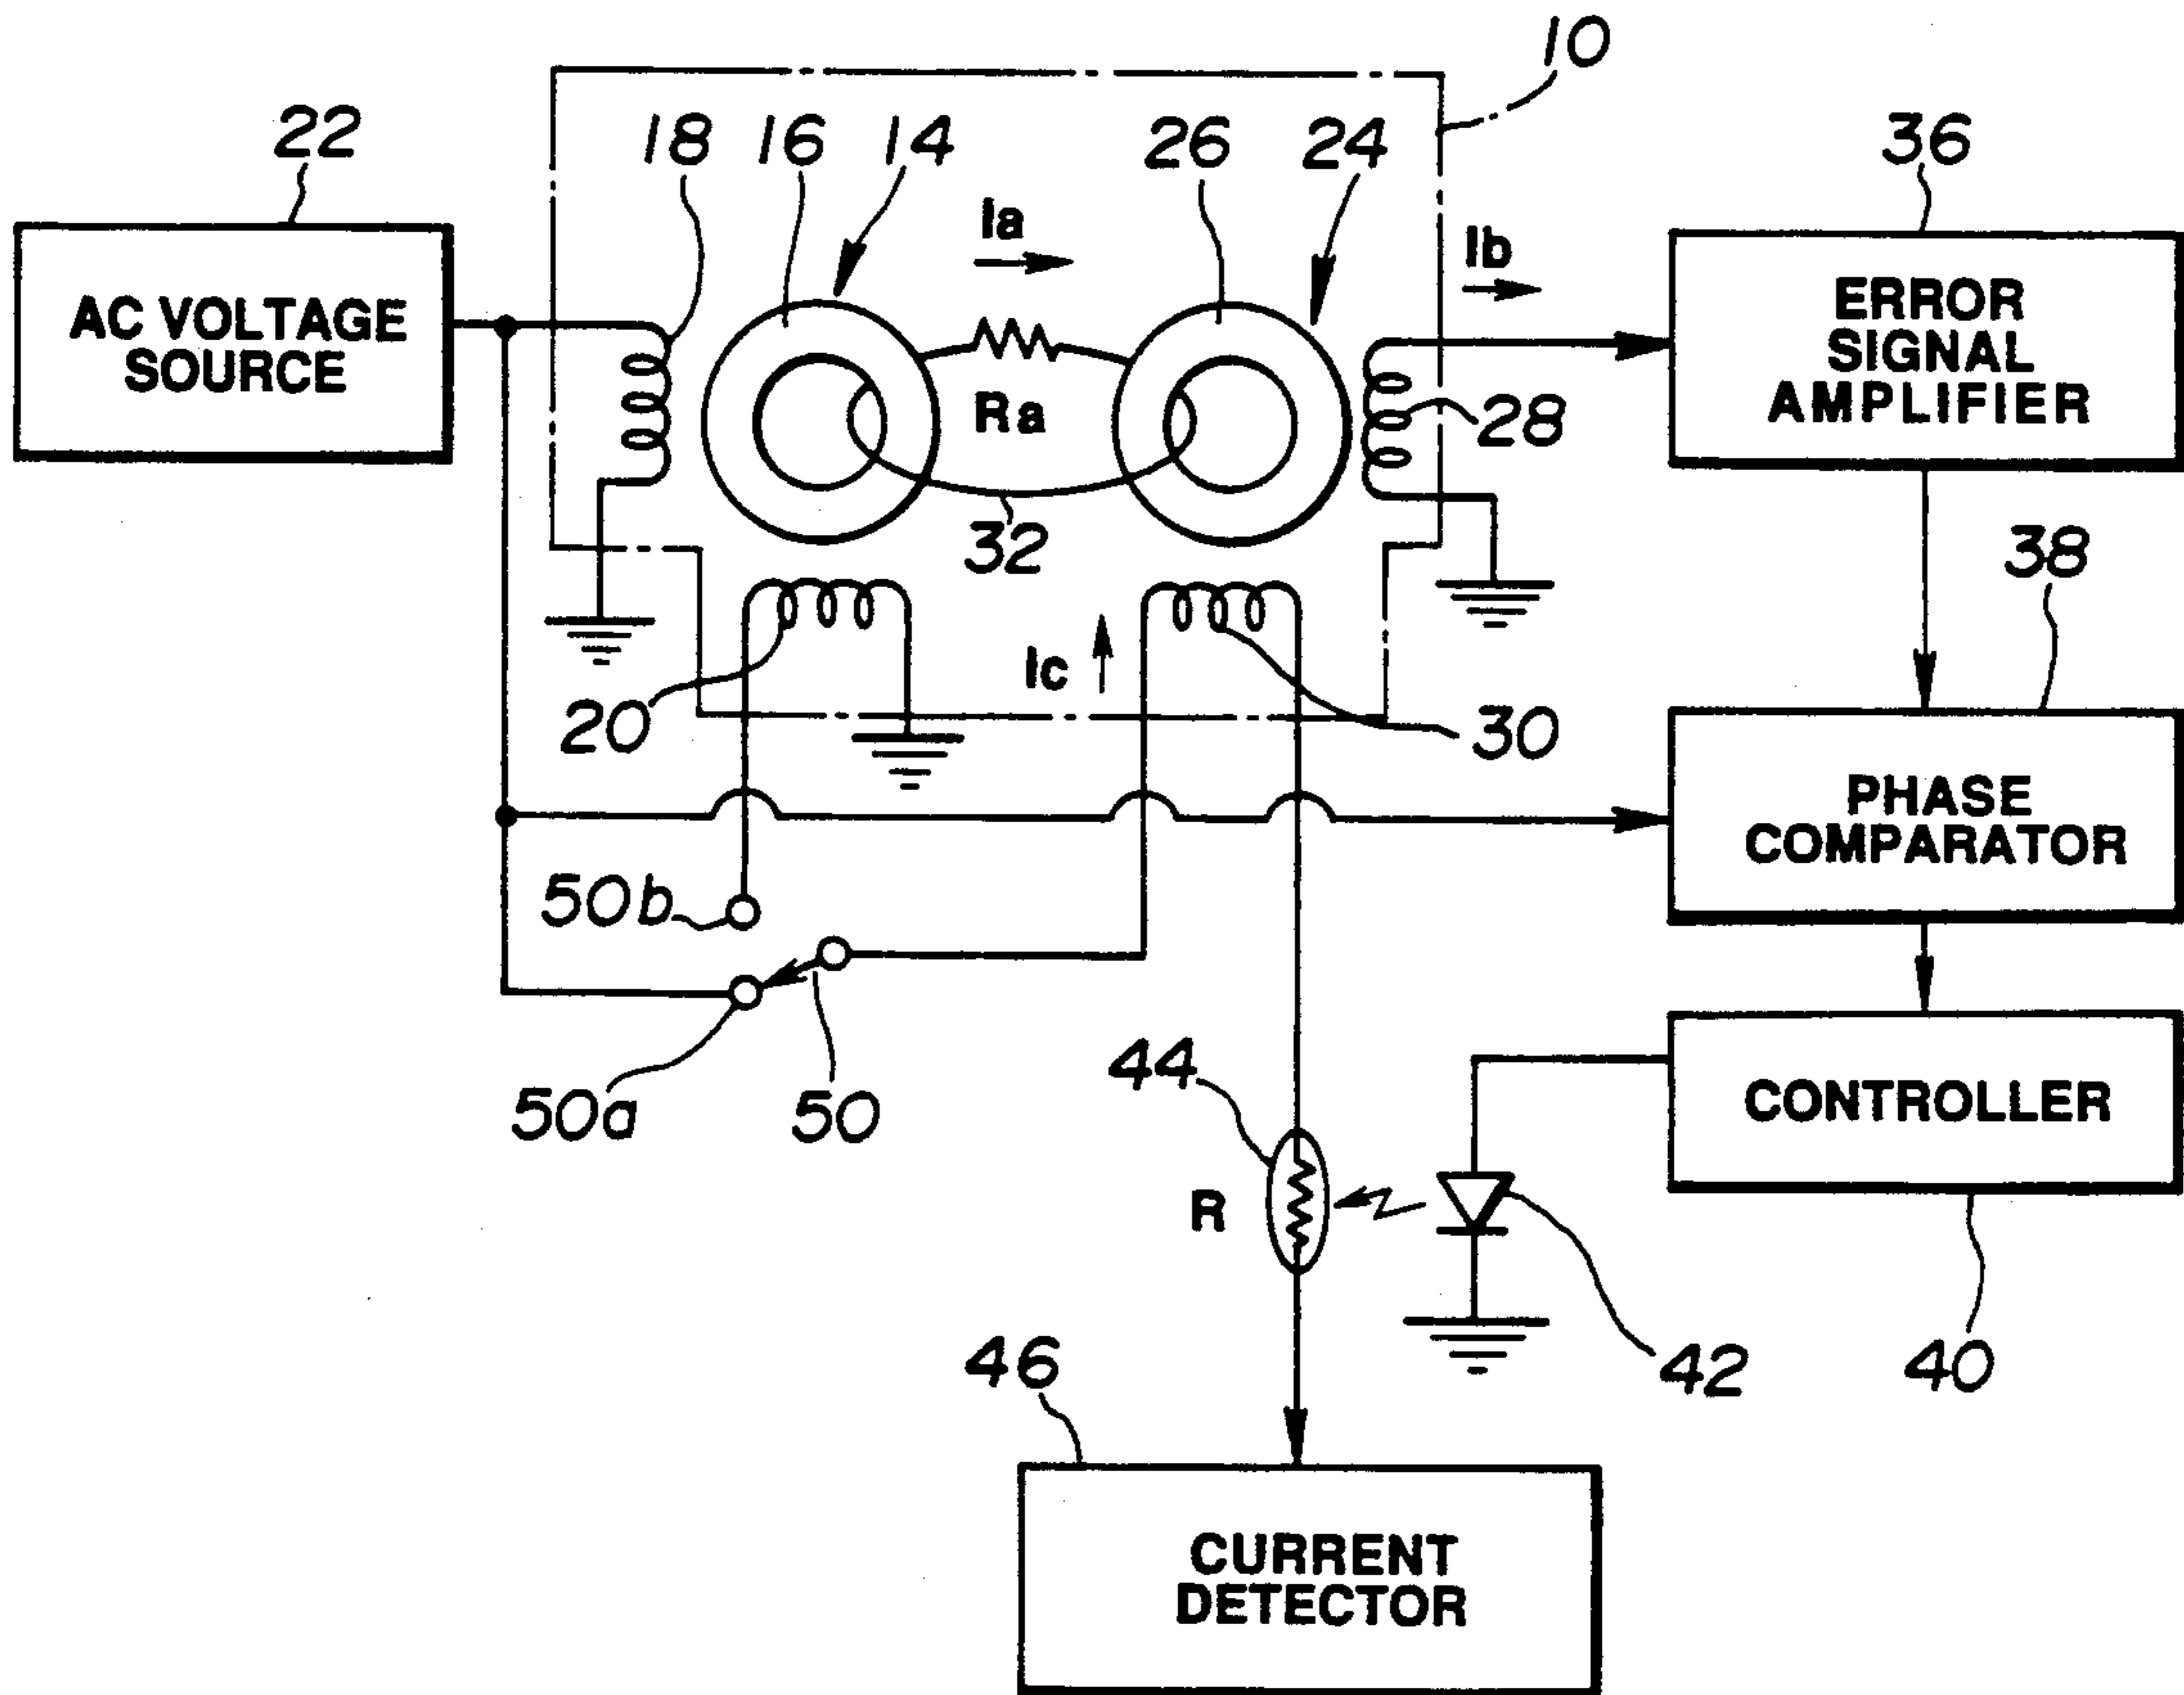 10
22
18
16
14
26
24
36
Ia
Ib
AC VOLTAGE
SOURCE
ERROR
SIGNAL
AMPLIFIER
Ra
28
32
38
Ic
20
30
PHASE
COMPARATOR
50b
50a
50
44
CONTROLLER
R
46
42
40
CURRENT
DETECTOR